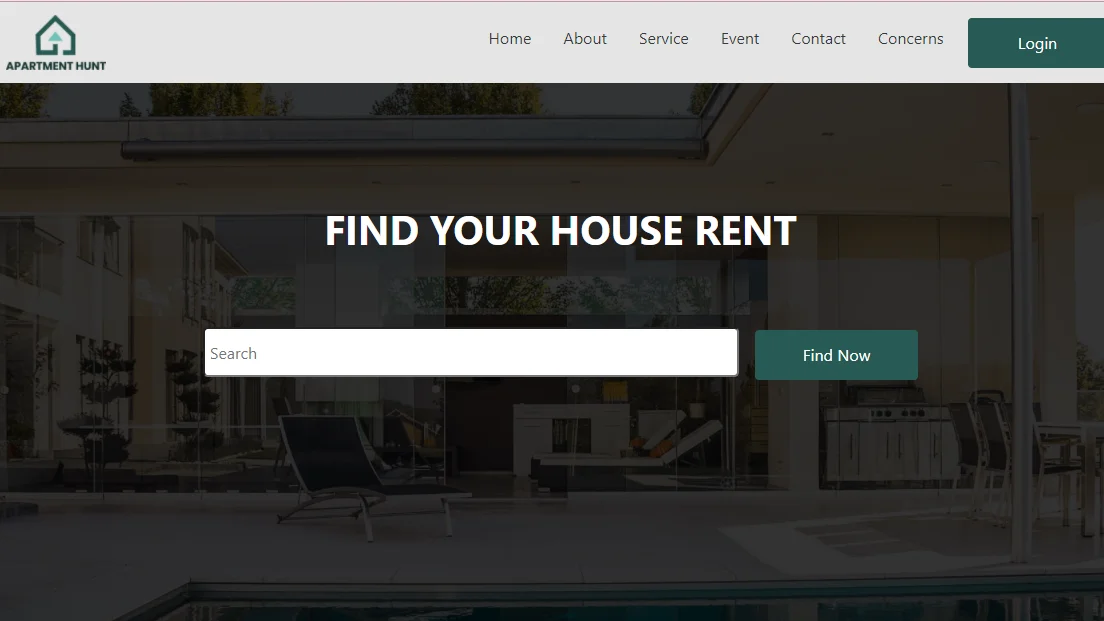 APARTMENT HUNT
Home About Service Event Contact Concerns Login
FIND YOUR HOUSE RENT
Search Find Now